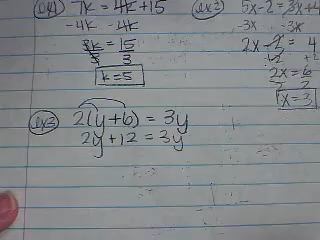 ex1) 7k = 4k + 15
-4k -4k
3k = 15
3 3
k = 5
ex2) 5x - 2 = 3x + 4
-3x -3x
2x - 2 = 4
+2 +2
2x = 6
2 2
x = 3
ex3) 2(y + 6) = 3y
2y + 12 = 3y